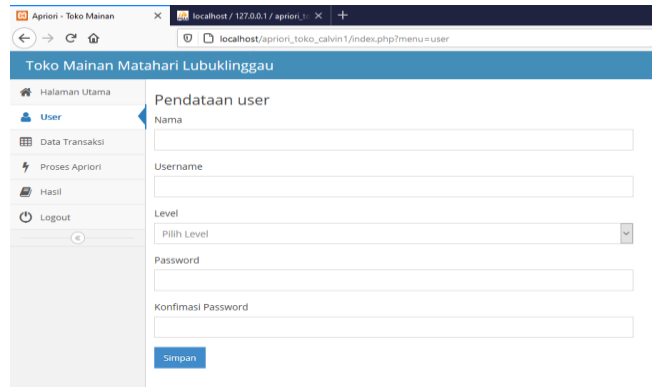 Apriori - Toko Mainan
localhost / 127.0.0.1 / apriori_to
localhost/apriori_toko_calvin1/index.php?menu=user
Toko Mainan Matahari Lubuklinggau
Halaman Utama
User
Data Transaksi
Proses Apriori
Hasil
Logout
Pendataan user
Nama
Username
Level
Pilih Level
Password
Konfimasi Password
Simpan